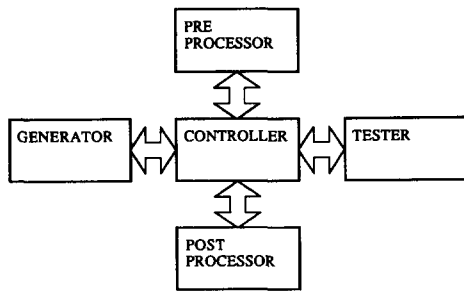 PRE
PROCESSOR
GENERATOR
CONTROLLER
TESTER
POST
PROCESSOR